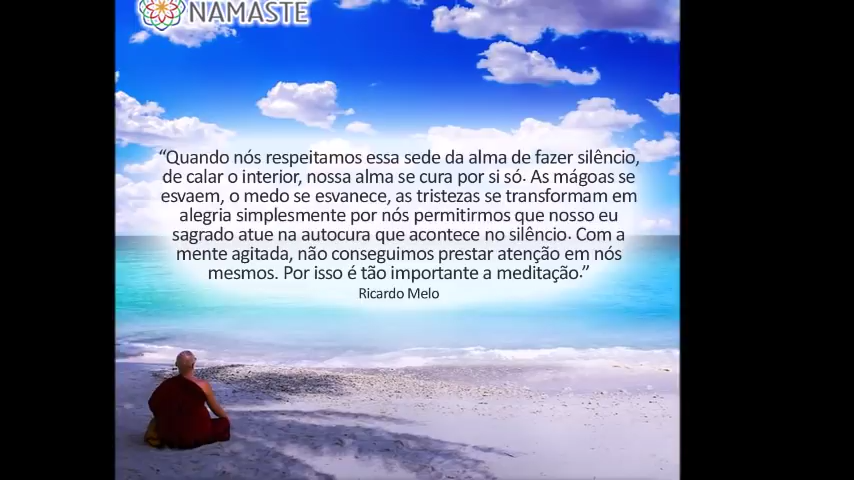 NAMASTE
“Quando nós respeitamos essa sede da alma de fazer silêncio,
de calar o interior, nossa alma se cura por si só. As mágoas se
esvaem, o medo se esvanece, as tristezas se transformam em
alegria simplesmente por nós permitirmos que nosso eu
sagrado atue na autocura que acontece no silêncio. Com a
mente agitada, não conseguimos prestar atenção em nós
mesmos. Por isso é tão importante a meditação.”
Ricardo Melo